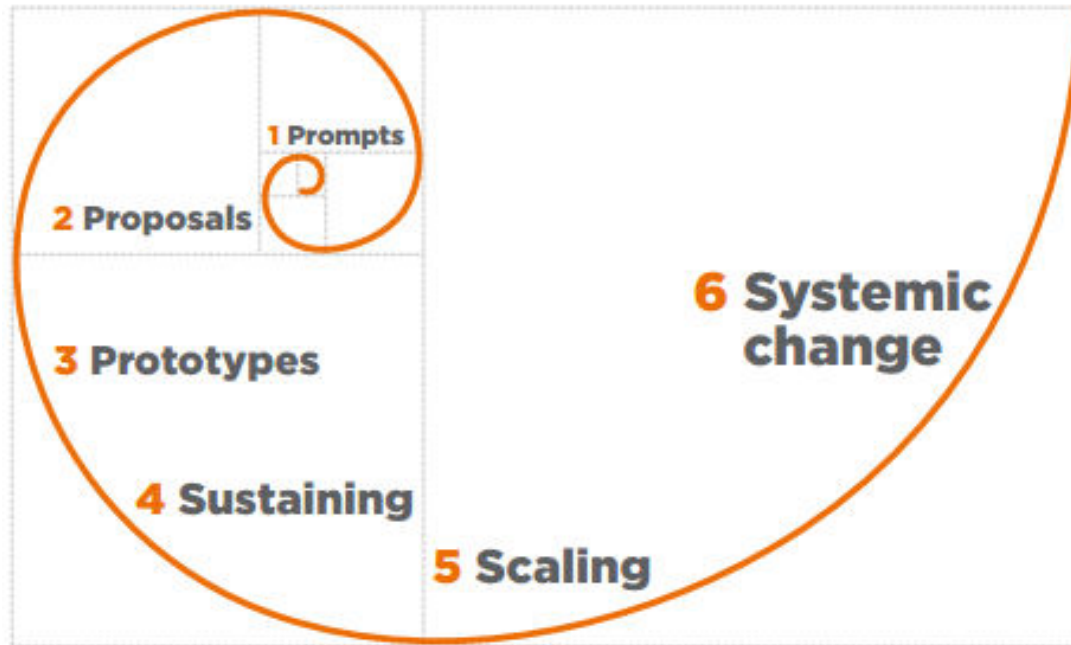 1 Prompts
2 Proposals
3 Prototypes
4 Sustaining
5 Scaling
6 Systemic
change